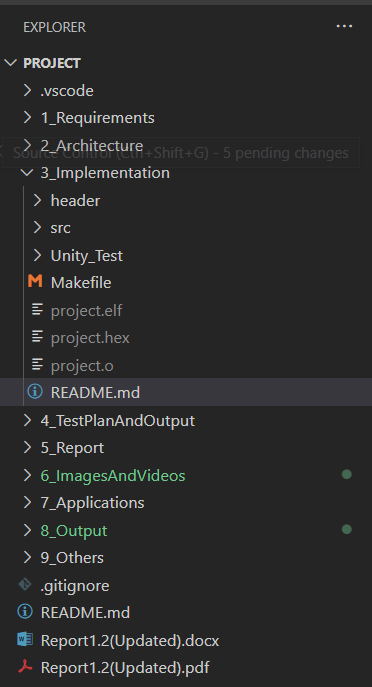 EXPLORER
PROJECT
.vscode
1_Requirements
2_Architecture
Source Control (Ctrl+Shift+G) - 5 pending changes
3_Implementation
header
src
Unity_Test
Makefile
project.elf
project.hex
project.o
README.md
4_TestPlanAndOutput
5_Report
6_ImagesAndVideos
7_Applications
8_Output
9_Others
.gitignore
README.md
Report1.2(Updated).docx
Report1.2(Updated).pdf